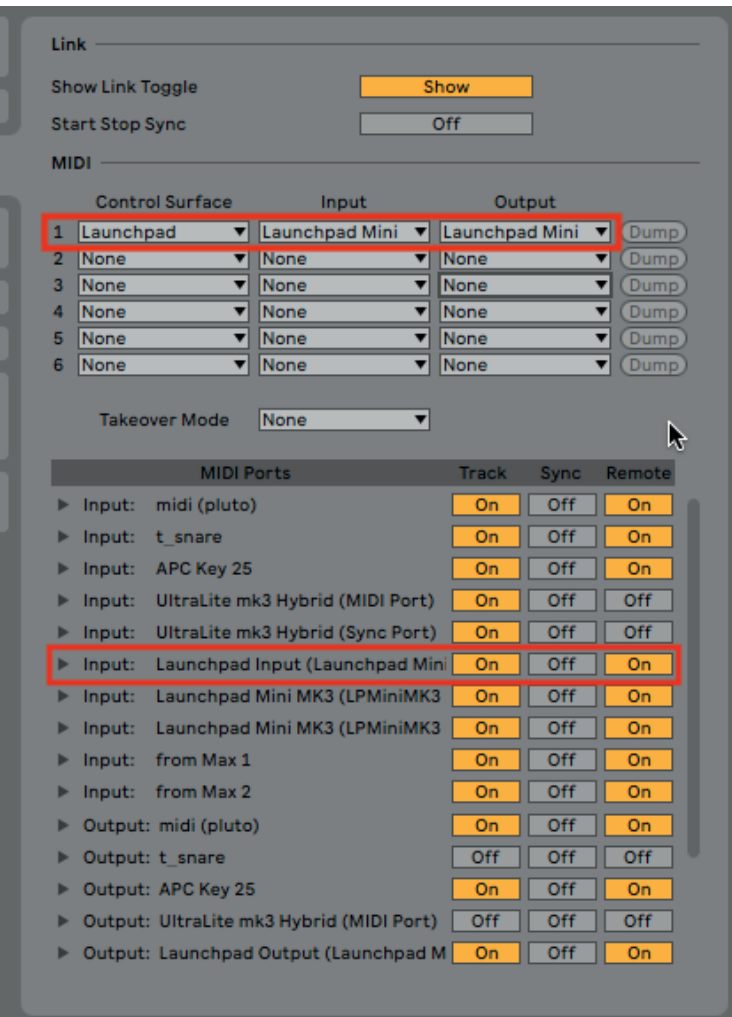 Link
Show Link Toggle Show
Start Stop Sync Off
MIDI
Control Surface Input Output
1 Launchpad Launchpad Mini Launchpad Mini Dump
2 None None None Dump
3 None None None Dump
4 None None None Dump
5 None None None Dump
6 None None None Dump
Takeover Mode None
MIDI Ports Track Sync Remote
Input: midi (pluto) On Off On
Input: t_snare On Off On
Input: APC Key 25 On Off On
Input: UltraLite mk3 Hybrid (MIDI Port) On Off Off
Input: UltraLite mk3 Hybrid (Sync Port) On Off Off
Input: Launchpad Input (Launchpad Mini On Off On
Input: Launchpad Mini MK3 (LPMiniMK3 On Off On
Input: Launchpad Mini MK3 (LPMiniMK3 On Off On
Input: from Max 1 On Off On
Input: from Max 2 On Off On
Output: midi (pluto) On Off On
Output: t_snare Off Off Off
Output: APC Key 25 On Off On
Output: UltraLite mk3 Hybrid (MIDI Port) Off Off Off
Output: Launchpad Output (Launchpad M On Off On